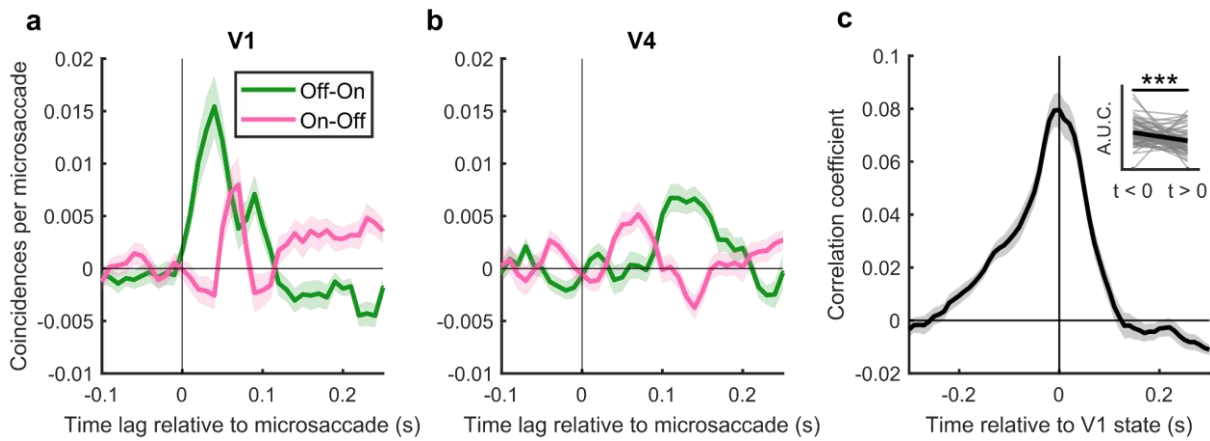 a
V1
Coincidences per microsaccade
0.02
0.015
0.01
0.005
0
-0.005
-0.01
Off-On
On-Off
-0.1
0
0.1
0.2
Time lag relative to microsaccade (s)
b
V4
0.02
0.015
0.01
0.005
0
-0.005
-0.01
-0.1
0
0.1
0.2
Time lag relative to microsaccade (s)
c
Correlation coefficient
0.1
0.08
0.06
0.04
0.02
0
-0.02
-0.2
0
0.2
Time relative to V1 state (s)
***
A.U.C.
t < 0 t > 0